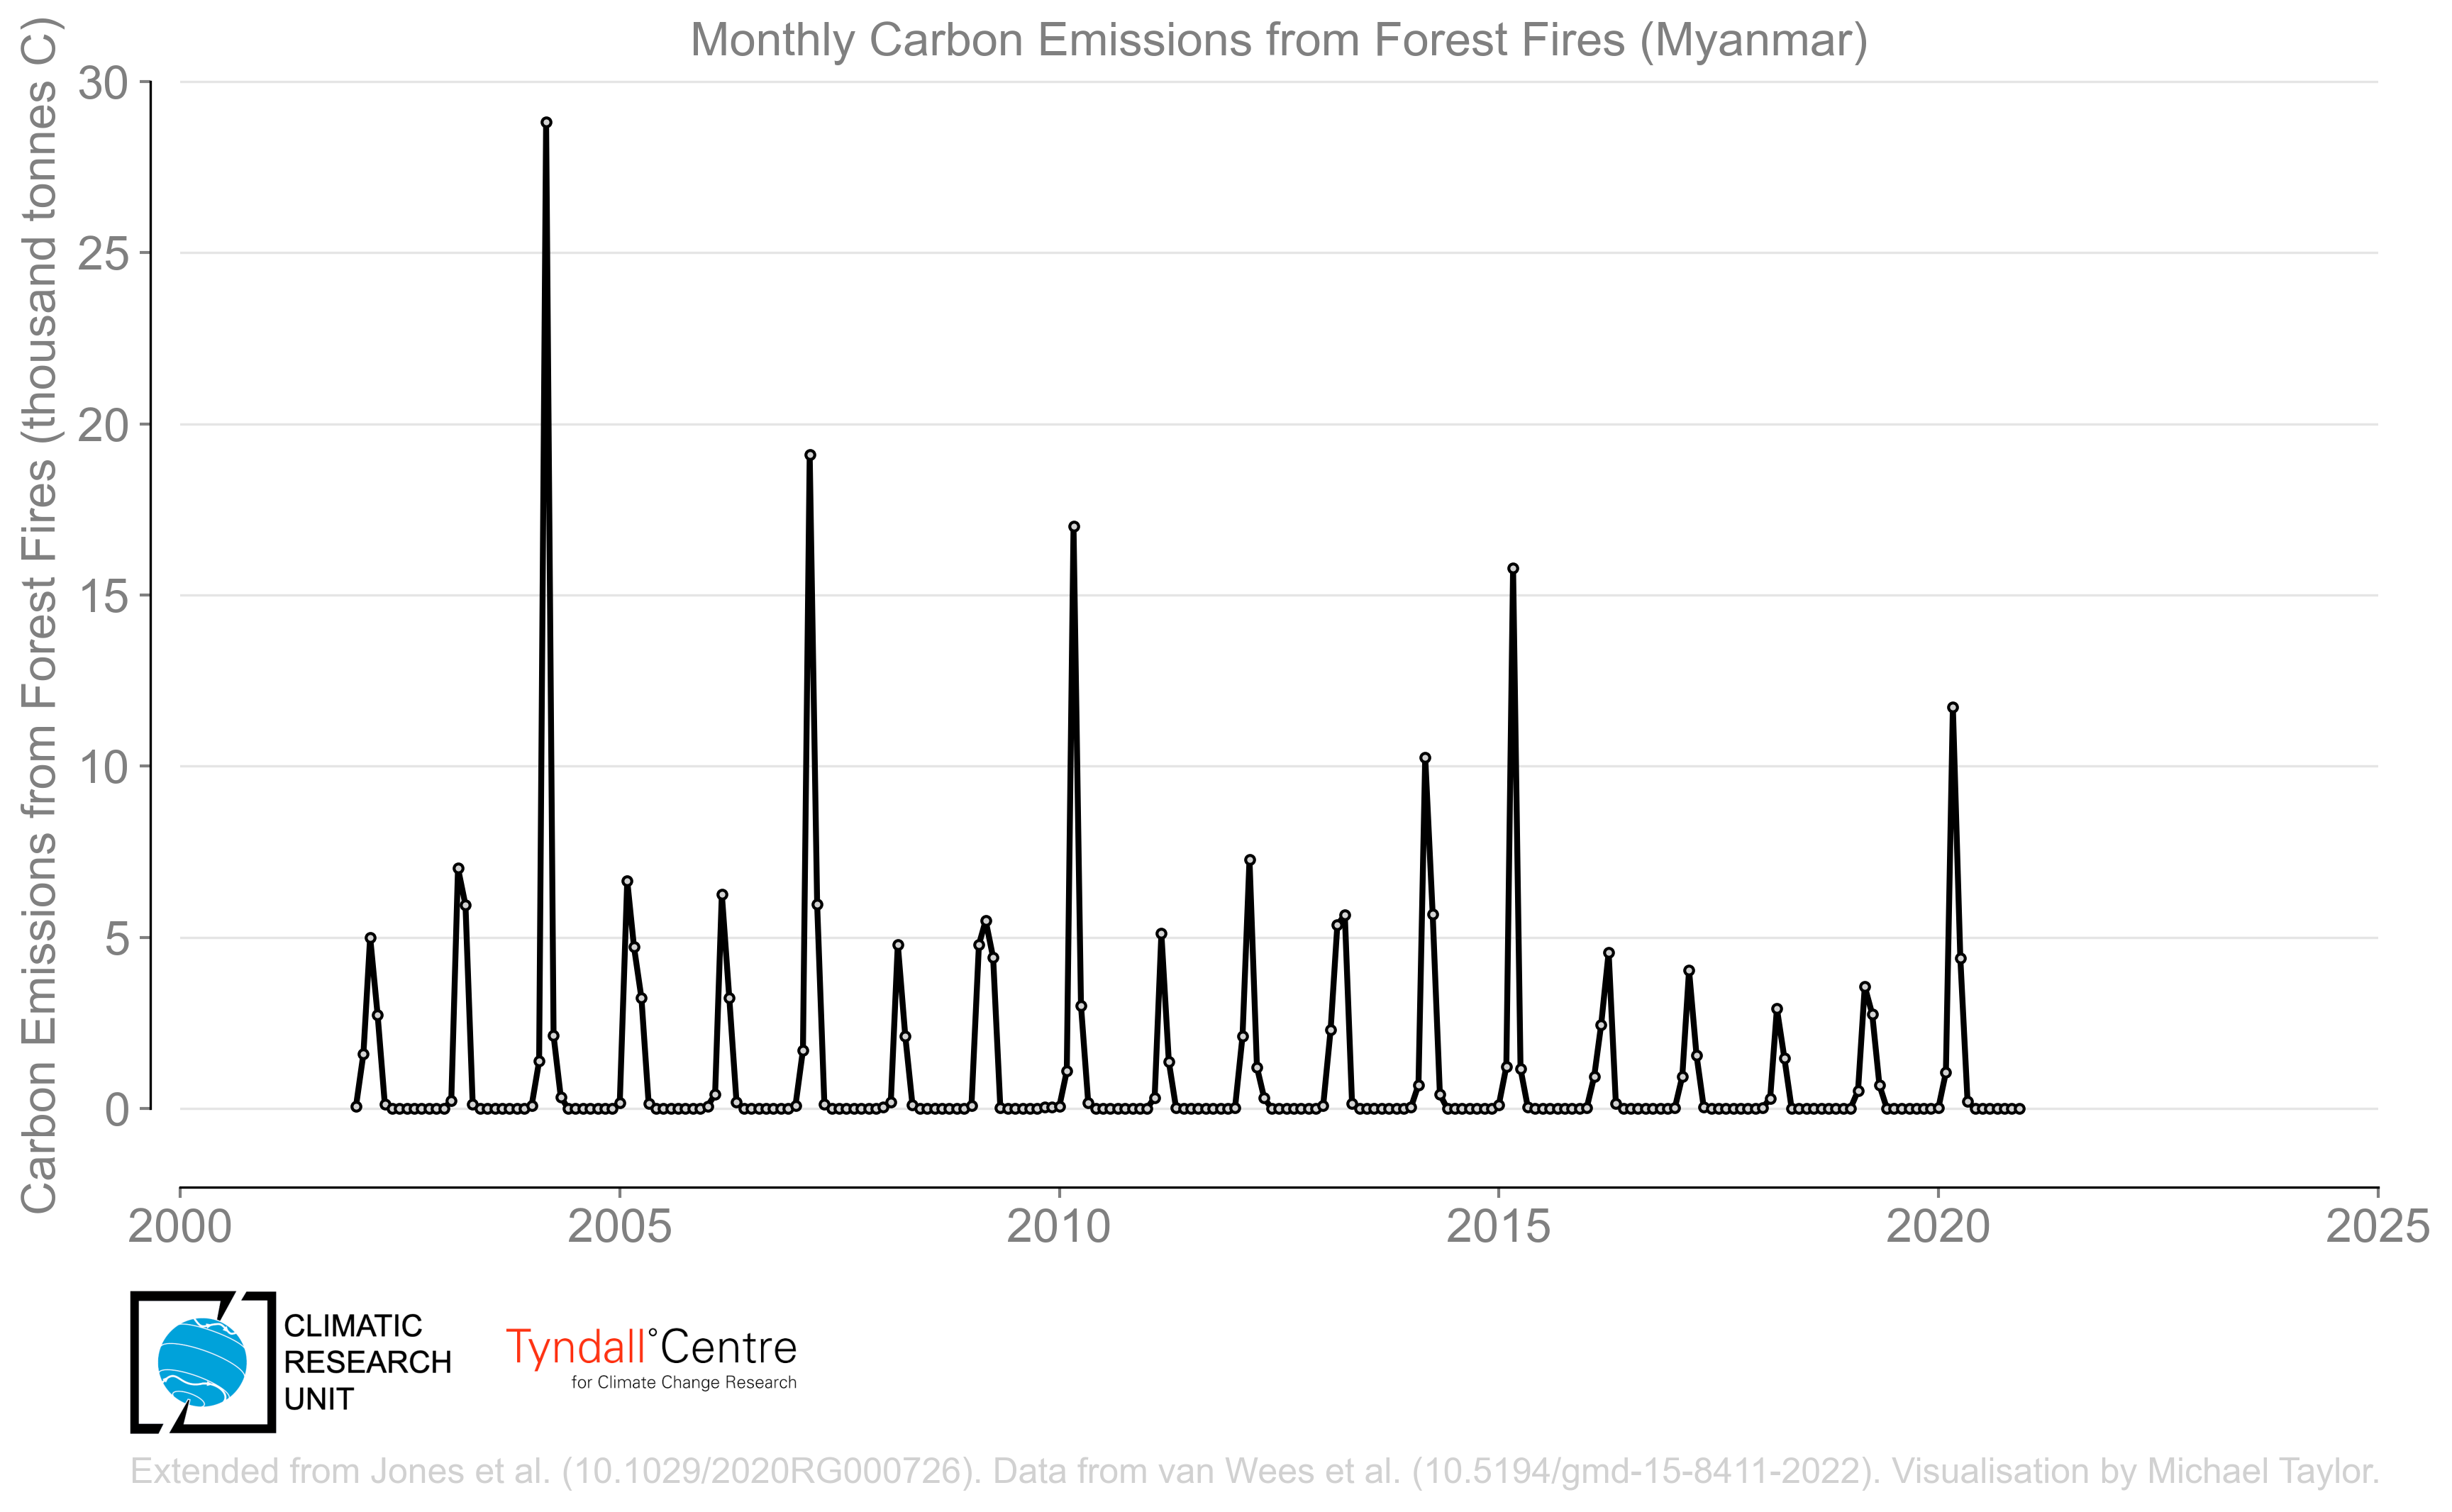 Monthly Carbon Emissions from Forest Fires (Myanmar)
Carbon Emissions from Forest Fires (thousand tonnes C)
30
25
20
15
10
5
0
2000 2005 2010 2015 2020 2025
CLIMATIC
RESEARCH
UNIT
Tyndall°Centre
for Climate Change Research
Extended from Jones et al. (10.1029/2020RG000726). Data from van Wees et al. (10.5194/gmd-15-8411-2022). Visualisation by Michael Taylor.